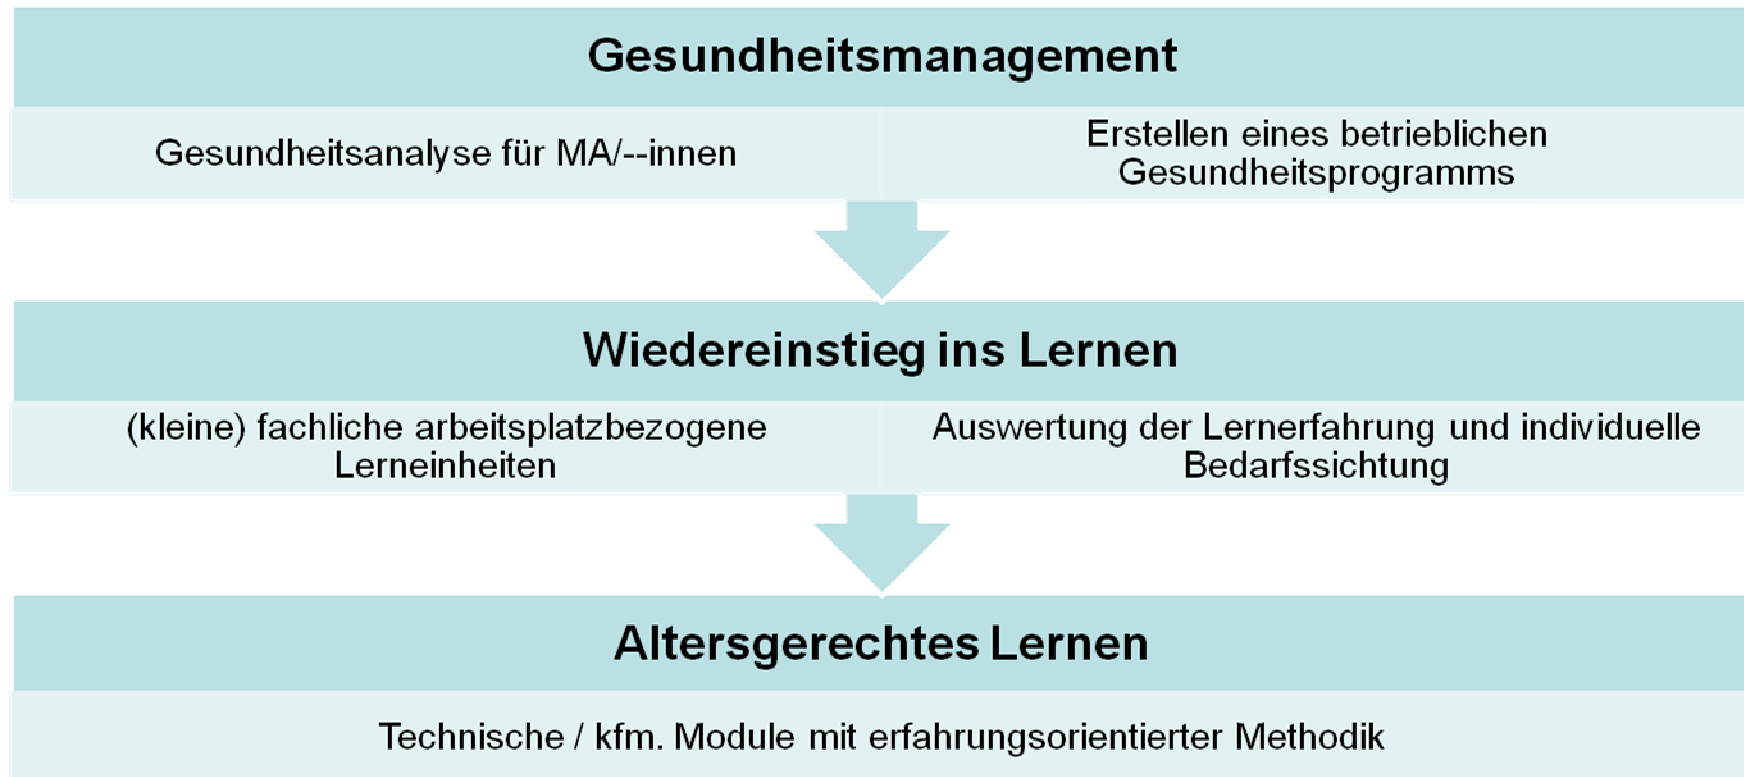 Gesundheitsmanagement
Gesundheitsanalyse für MA/--innen
Erstellen eines betrieblichen
Gesundheitsprogramms
Wiedereinstieg ins Lernen
(kleine) fachliche arbeitsplatzbezogene
Lerneinheiten
Auswertung der Lernerfahrung und individuelle
Bedarfssichtung
Altersgerechtes Lernen
Technische / kfm. Module mit erfahrungsorientierter Methodik